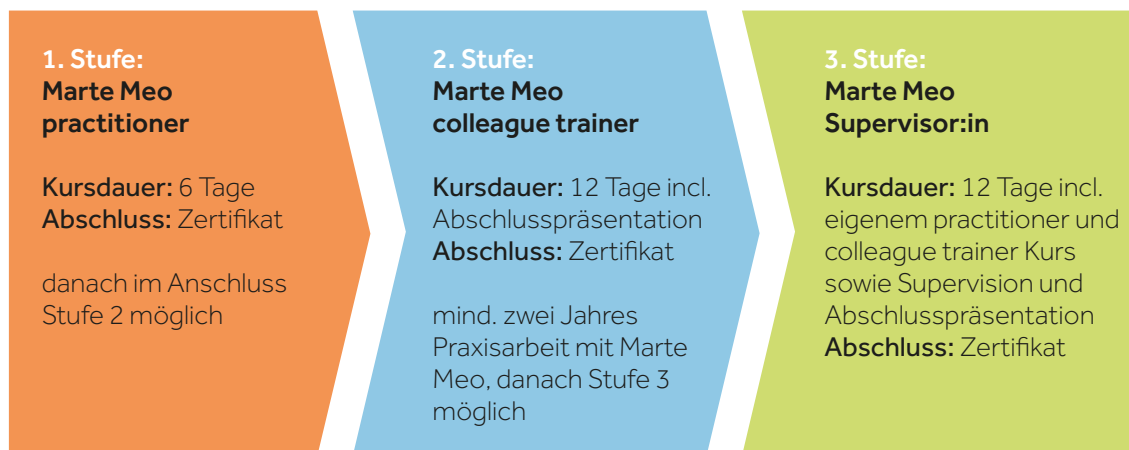 1. Stufe:
Marte Meo
practitioner
Kursdauer: 6 Tage
Abschluss: Zertifikat
danach im Anschluss
Stufe 2 möglich
2. Stufe:
Marte Meo
colleague trainer
Kursdauer: 12 Tage incl.
Abschlusspräsentation
Abschluss: Zertifikat
mind. zwei Jahres
Praxisarbeit mit Marte
Meo, danach Stufe 3
möglich
3. Stufe:
Marte Meo
Supervisor:in
Kursdauer: 12 Tage incl.
eigenem practitioner und
colleague trainer Kurs
sowie Supervision und
Abschlusspräsentation
Abschluss: Zertifikat